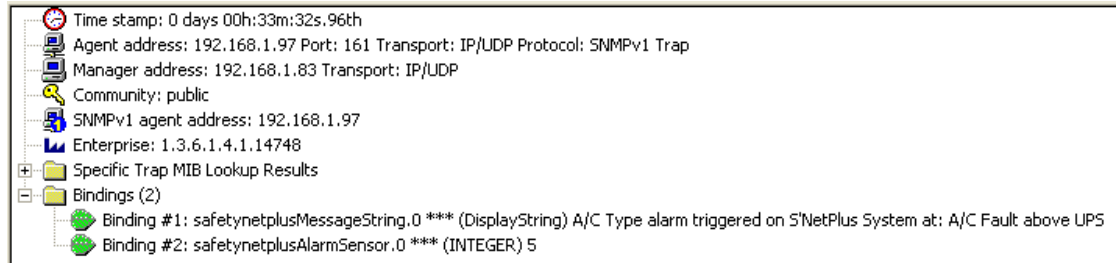 Time stamp: 0 days 00h:33m:32s.96th
Agent address: 192.168.1.97 Port: 161 Transport: IP/UDP Protocol: SNMPv1 Trap
Manager address: 192.168.1.83 Transport: IP/UDP
Community: public
SNMPv1 agent address: 192.168.1.97
Enterprise: 1.3.6.1.4.1.14748
Specific Trap MIB Lookup Results
Bindings (2)
Binding #1: safetynetplusMessageString.0 *** (DisplayString) A/C Type alarm triggered on S'NetPlus System at: A/C Fault above UPS
Binding #2: safetynetplusAlarmSensor.0 *** (INTEGER) 5